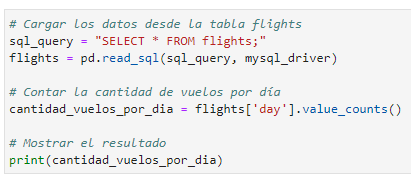 # Cargar los datos desde la tabla flights
sql_query = "SELECT * FROM flights;"
flights = pd.read_sql(sql_query, mysql_driver)

# Contar la cantidad de vuelos por día
cantidad_vuelos_por_dia = flights['day'].value_counts()

# Mostrar el resultado
print(cantidad_vuelos_por_dia)